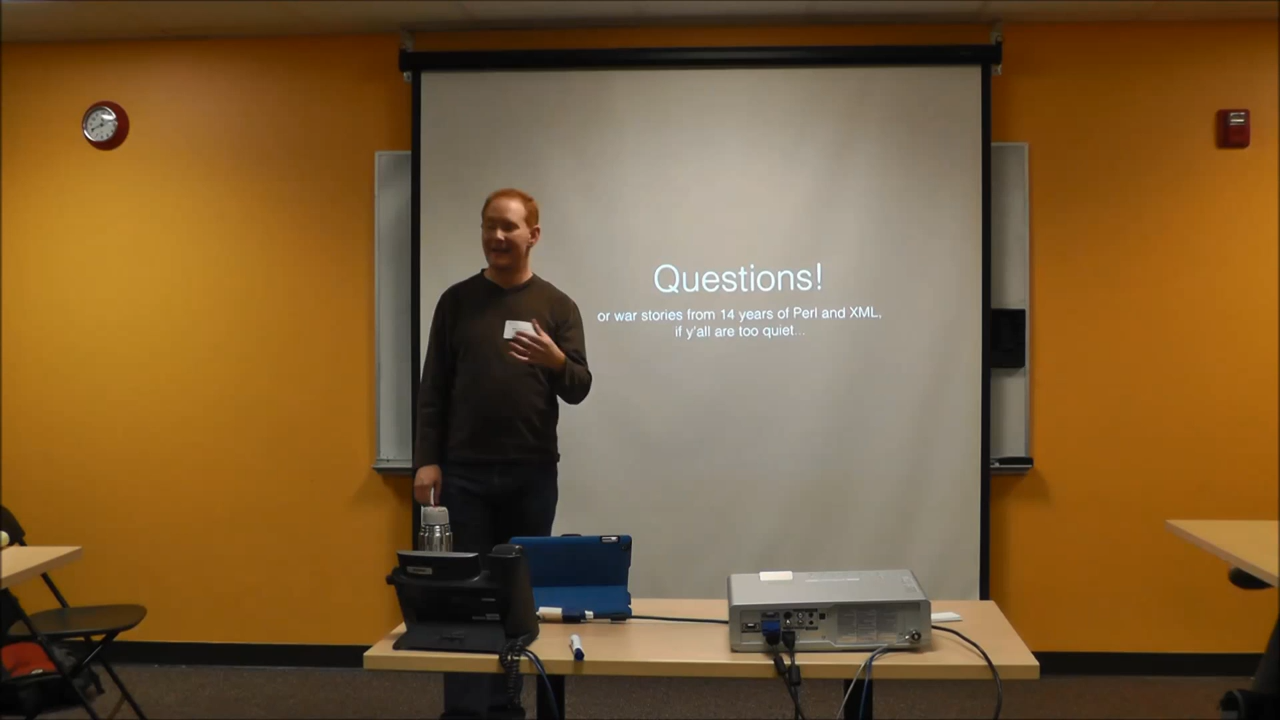 Questions!
or war stories from 14 years of Perl and XML,
if y'all are too quiet...